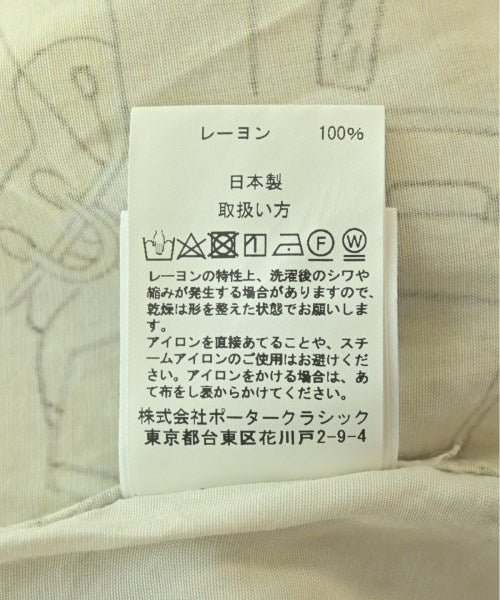 レーヨン 100%
日本製
取扱い方
F W
レーヨンの特性上、洗濯後のシワや
縮みが発生する場合がありますので、
乾燥は形を整えた状態でお願いしま
す。
アイロンを直接あてることや、スチ
ームアイロンのご使用はお避けくだ
さい。アイロンをかける場合は、あ
て布をし裏からかけてください。
株式会社ポータークラシック
東京都台東区花川戸2-9-4